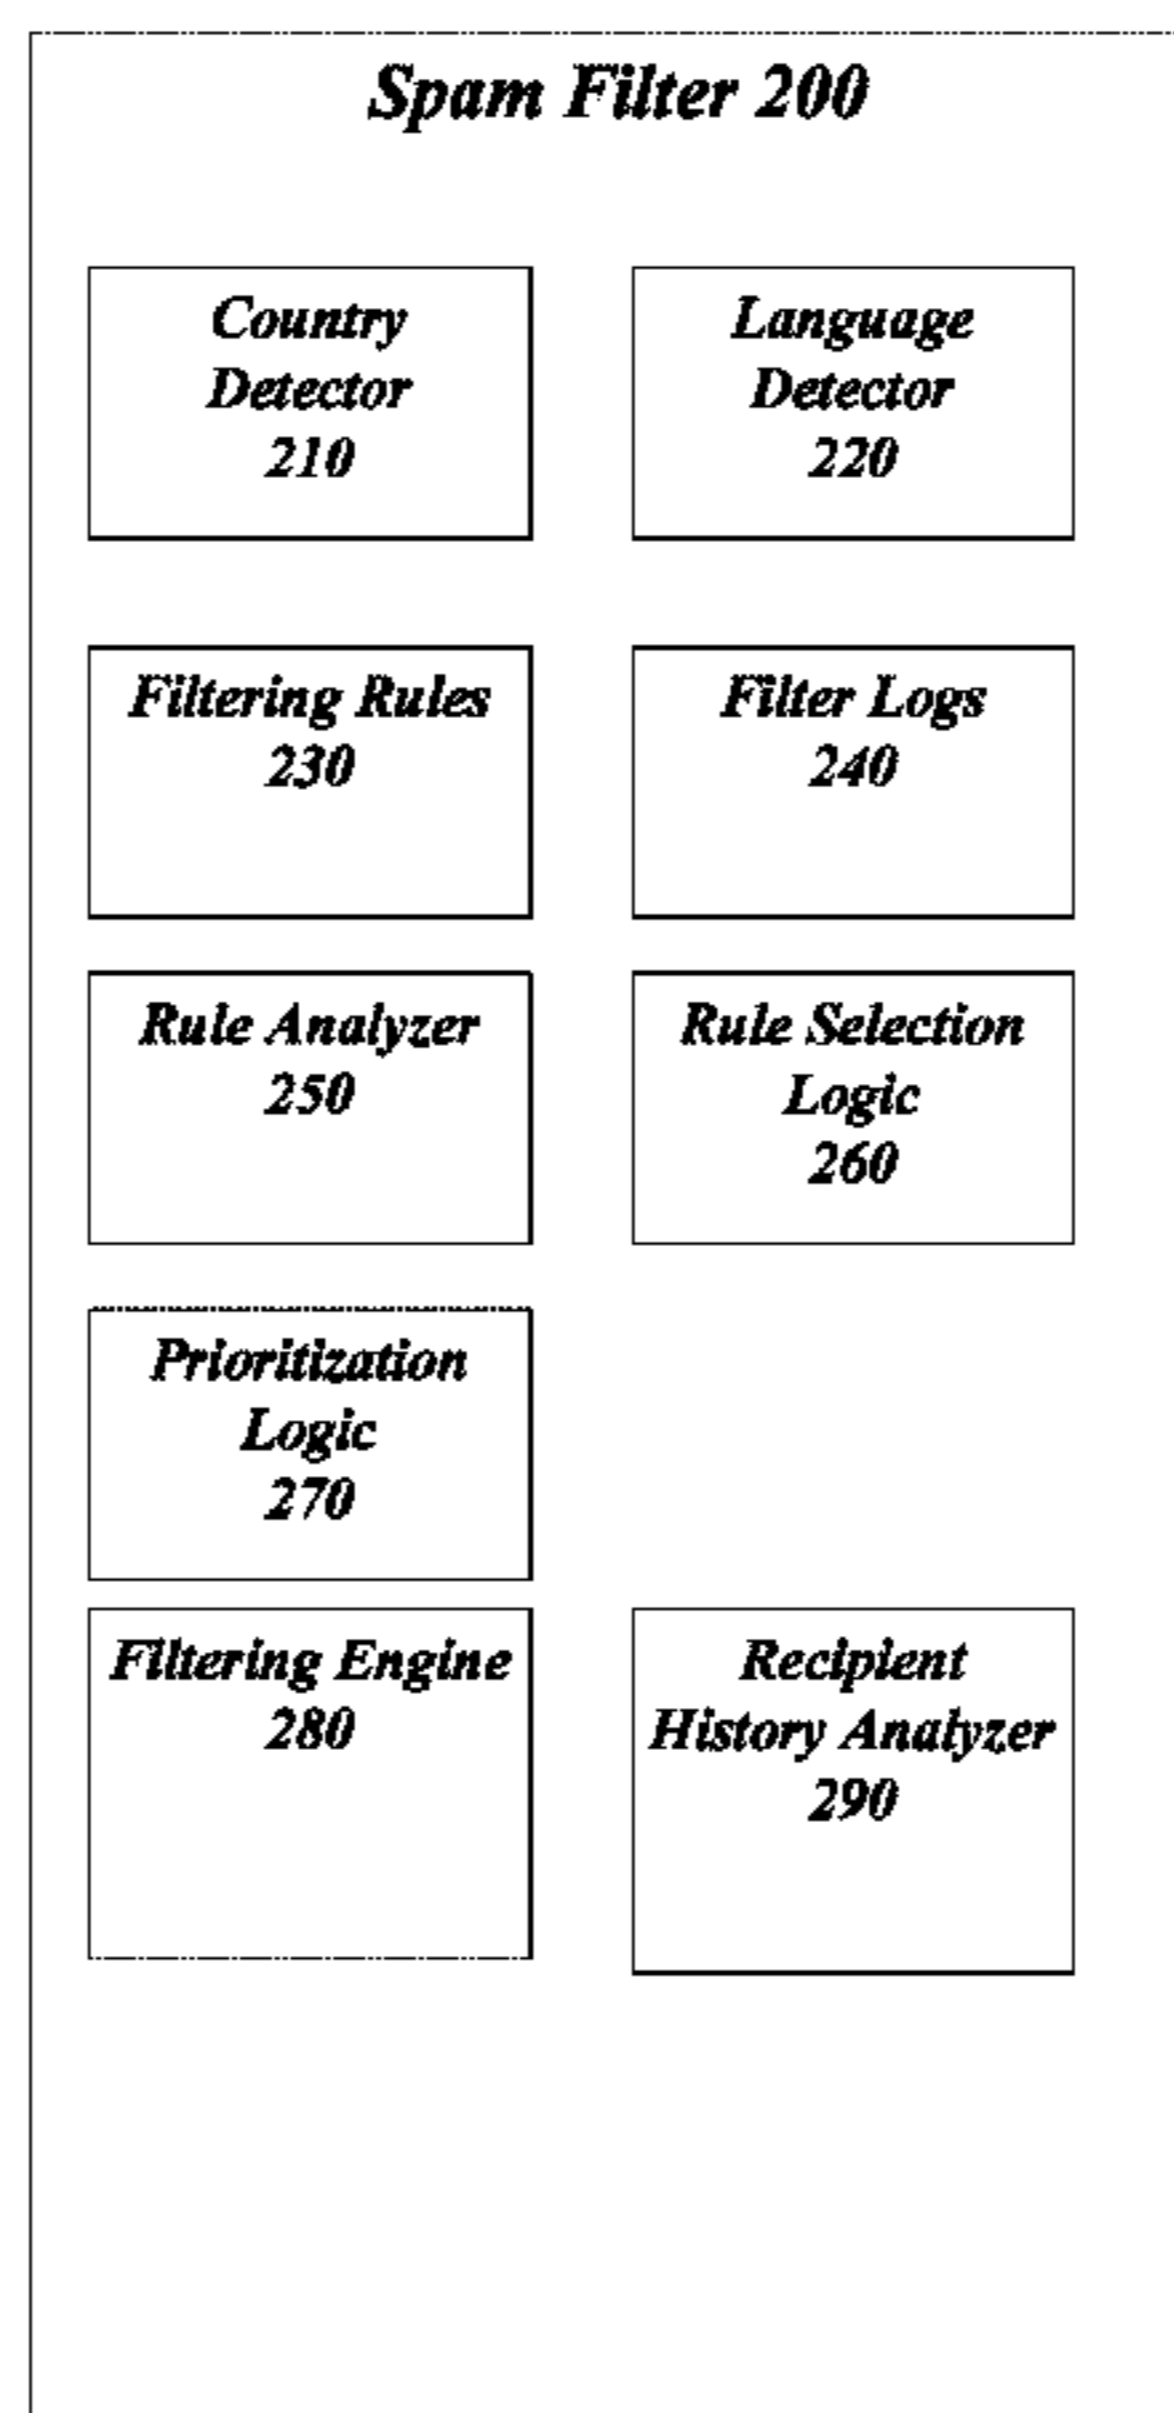 Spam Filter 200
Country
Detector
210
Language
Detector
220
Filtering Rules
230
Filter Logs
240
Rule Analyzer
250
Rule Selection
Logic
260
Prioritization
Logic
270
Filtering Engine
280
Recipient
History Analyzer
290